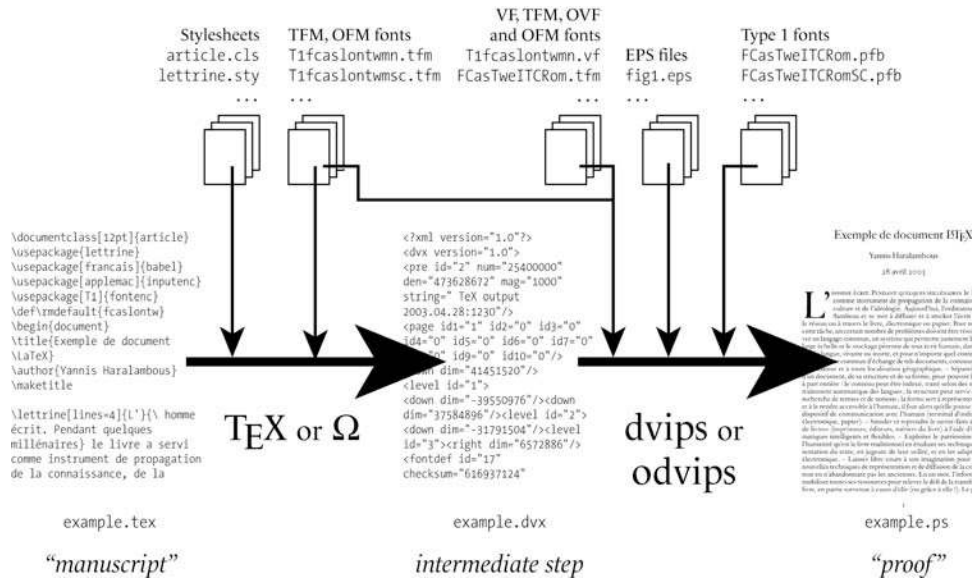 Stylesheets
article.cls
lettrine.sty
...
TFM, OFM fonts
T1fcaslontwmn.tfm
T1fcaslontwmsc.tfm
...
VF, TFM, OVF
and OFM fonts
T1fcaslontwmn.vf
FCasTweITCRom.tfm
...
EPS files
fig1.eps
...
Type 1 fonts
FCasTweITCRom.pfb
FCasTweITCRomSC.pfb
...
\documentclass[12pt]{article}
\usepackage{lettrine}
\usepackage[francais]{babel}
\usepackage[applemac]{inputenc}
\usepackage[T1]{fontenc}
\def\rmdefault{fcaslontw}
\begin{document}
\title{Exemple de document
\LaTeX}
\author{Yannis Haralambous}
\maketitle
\lettrine[lines=4]{L'}{\ homme
écrit. Pendant quelques
millénaires} le livre a servi
comme instrument de propagation
de la connaissance, de la
TEX or Ω
<?xml version="1.0"?>
<dvx version="1.0">
<pre id="2" num="25400000"
den="473628672" mag="1000"
string=" TeX output
2003.04.28:1230"/>
<page id1="1" id2="0" id3="0"
id4="0" id5="0" id6="0" id7="0"
"0" id9="0" id10="0"/>
dim="41451520"/>
<level id="1">
<down dim="-39550976"/><down
dim="37584896"/><level id="2">
<down dim="-31791504"/><level
id="3"><right dim="6572886"/>
<fontdef id="17"
checksum="616937124"
dvips or
odvips
Exemple de document LATEX
Yannis Haralambous
28 avril 2003
L'
example.tex
example.dvx
example.ps
“manuscript”
intermediate step
“proof”